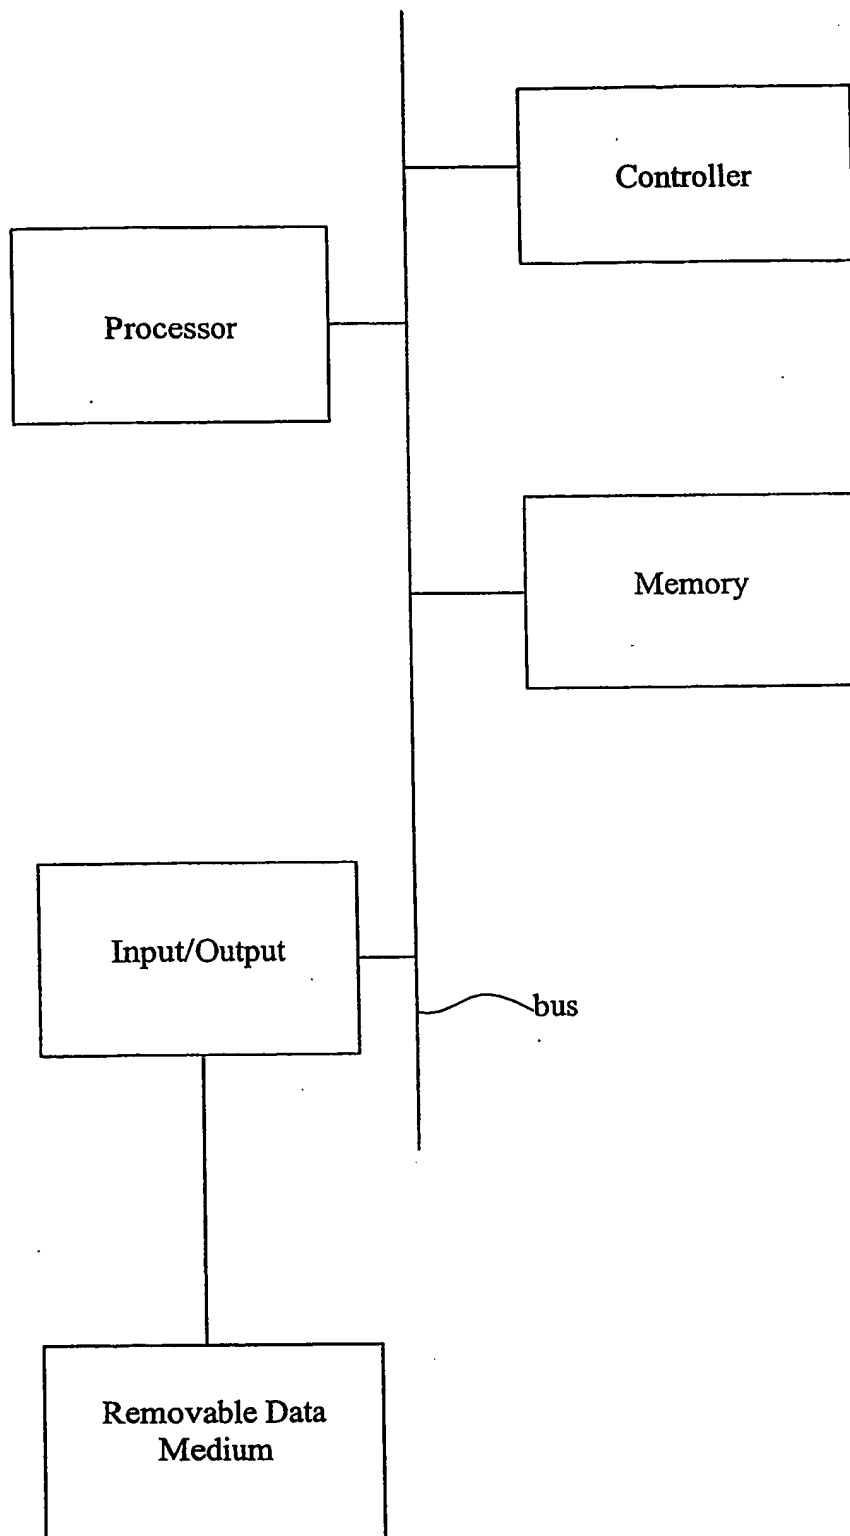 Controller
Processor
Memory
Input/Output
bus
Removable Data
Medium